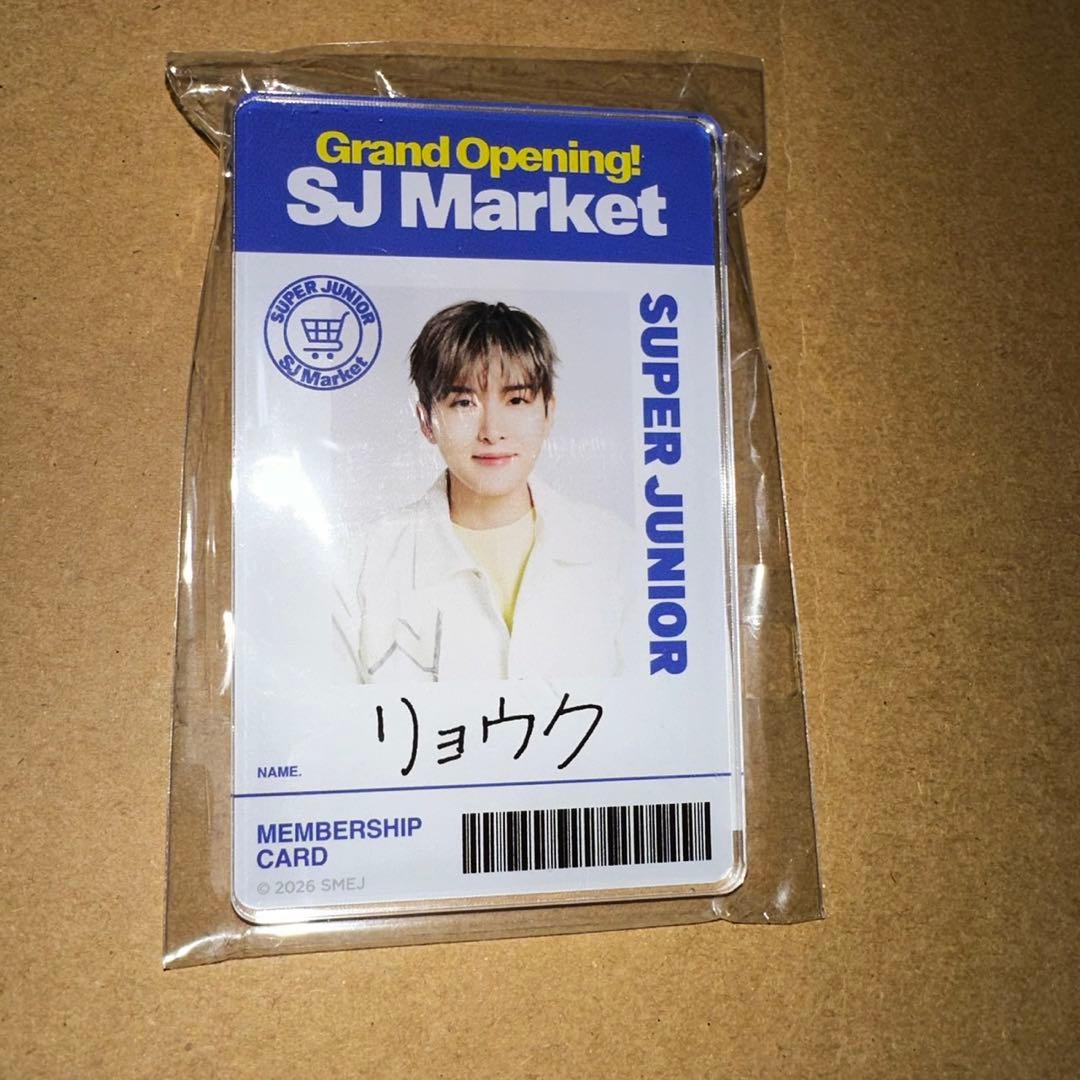 Grand Opening!
SJ Market
SUPER JUNIOR
SJ Market
SUPER JUNIOR
リョウク
NAME.
MEMBERSHIP
CARD
© 2026 SMEJ